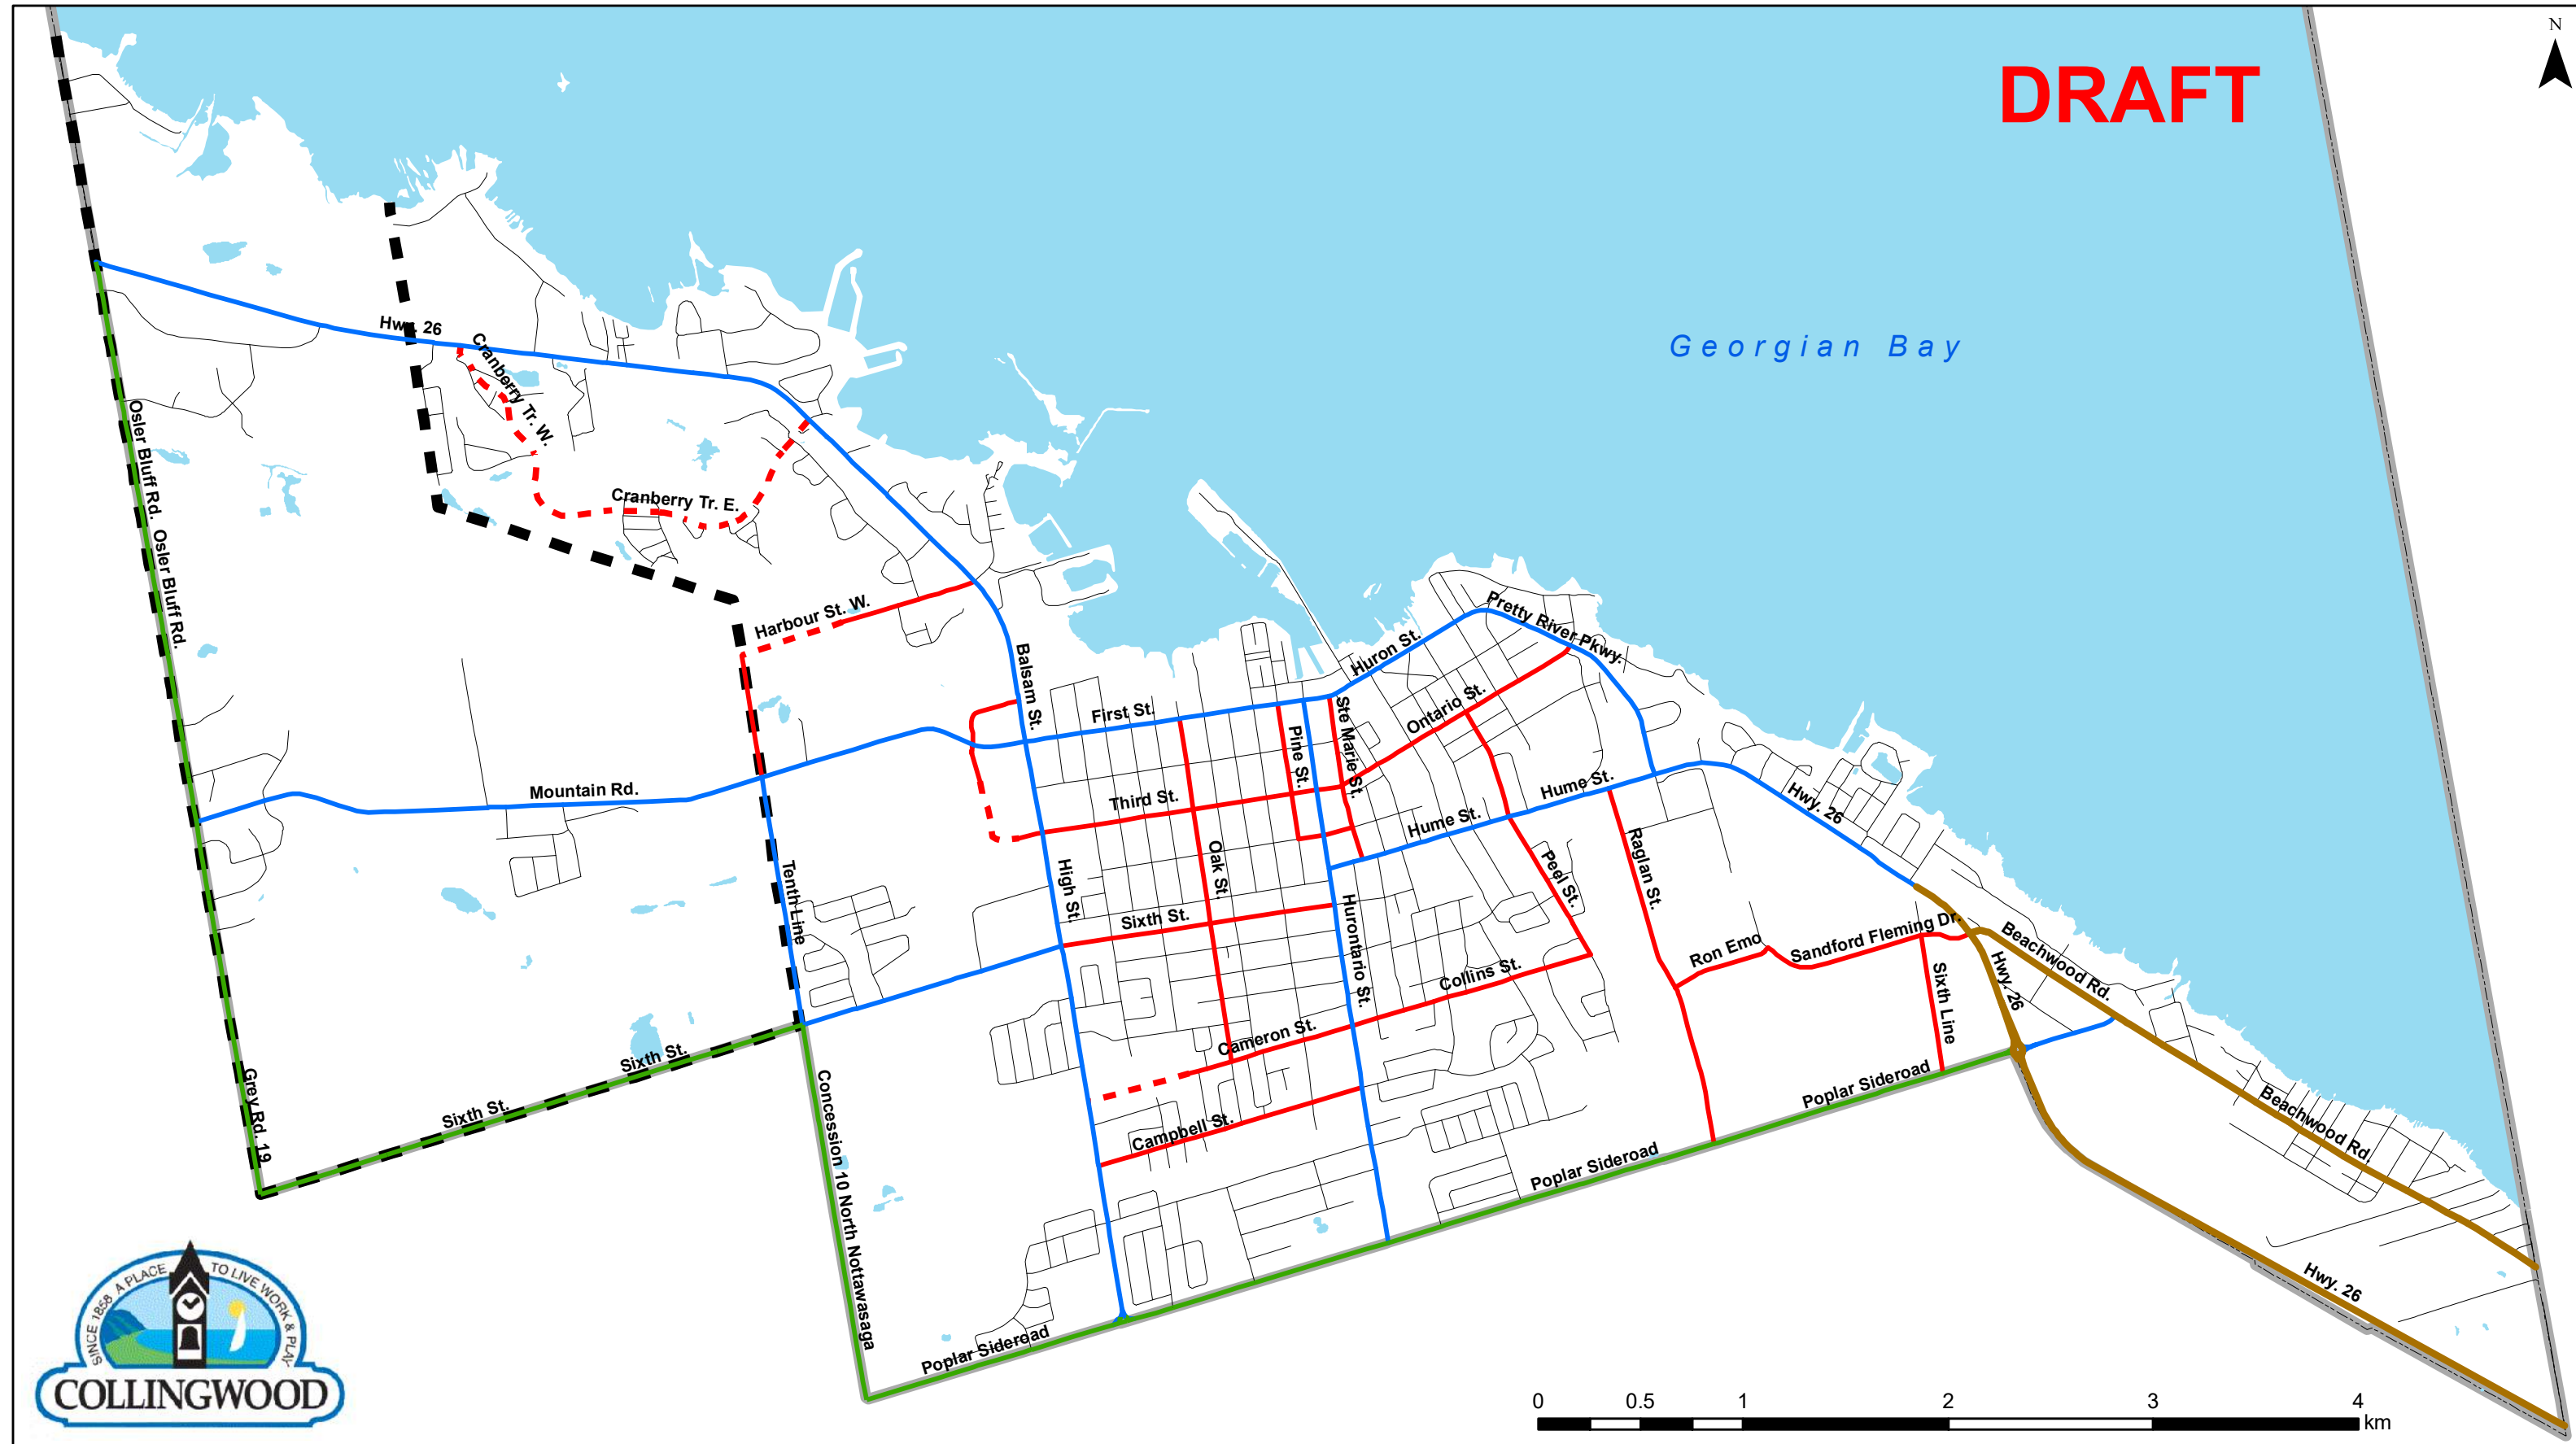 N
DRAFT
Georgian Bay
Hwy. 26
Cranberry Tr. W.
Cranberry Tr. E.
Osler Bluff Rd.
Osler Bluff Rd.
Harbour St. W.
Balsam St.
Pretty River Pkwy.
Huron St.
First St.
Ontario St.
Ste Marie St.
Pine St.
Mountain Rd.
Third St.
Hume St.
Hume St.
Hwy. 26
Tenth Line
High St.
Oak St.
Peel St.
Raglan St.
Sixth St.
Hurontario St.
Collins St.
Ron Emo
Sandford Fleming Dr.
Beachwood Rd.
Hwy. 26
Sixth Line
Cameron St.
Sixth St.
Sixth St.
Grey Rd. 19
Concession 10 North Nottawasaga
Campbell St.
Poplar Sideroad
Poplar Sideroad
Poplar Sideroad
Beachwood Rd.
Hwy. 26
SINCE 1858 A PLACE TO LIVE WORK & PLAY
COLLINGWOOD
0 0.5 1 2 3 4
km